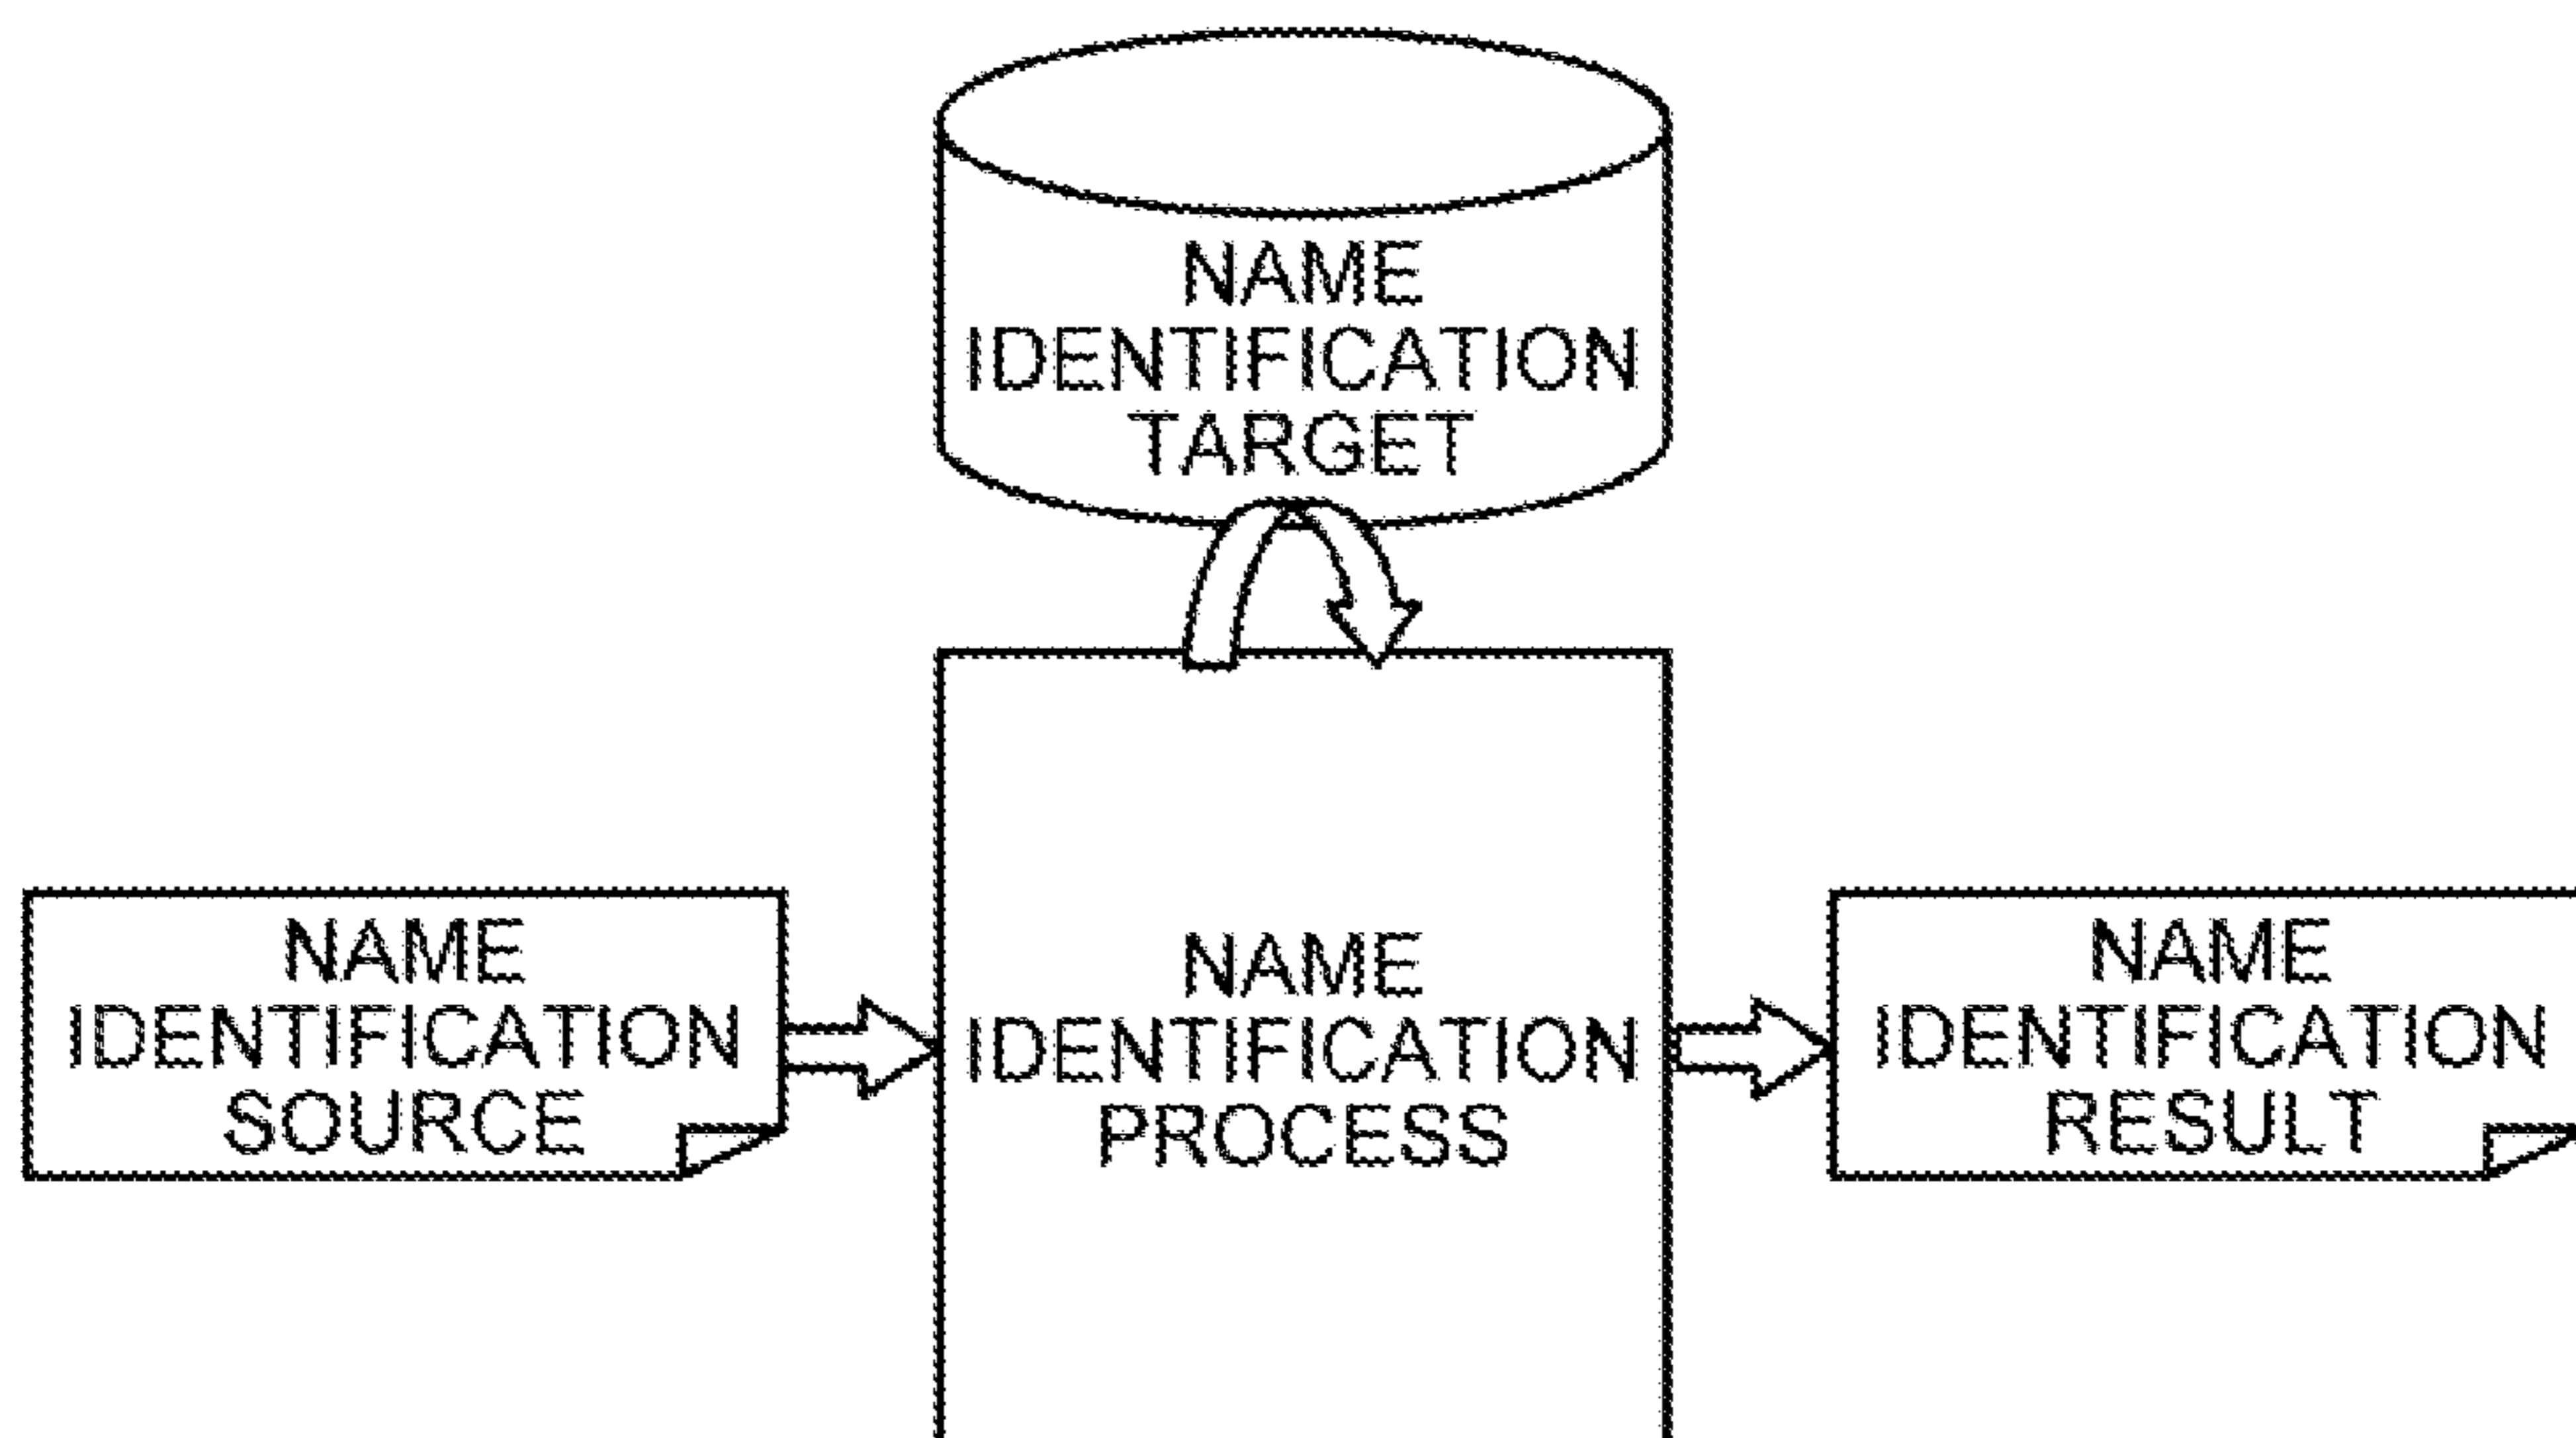 NAME
IDENTIFICATION
TARGET
NAME
IDENTIFICATION
SOURCE
NAME
IDENTIFICATION
PROCESS
NAME
IDENTIFICATION
RESULT